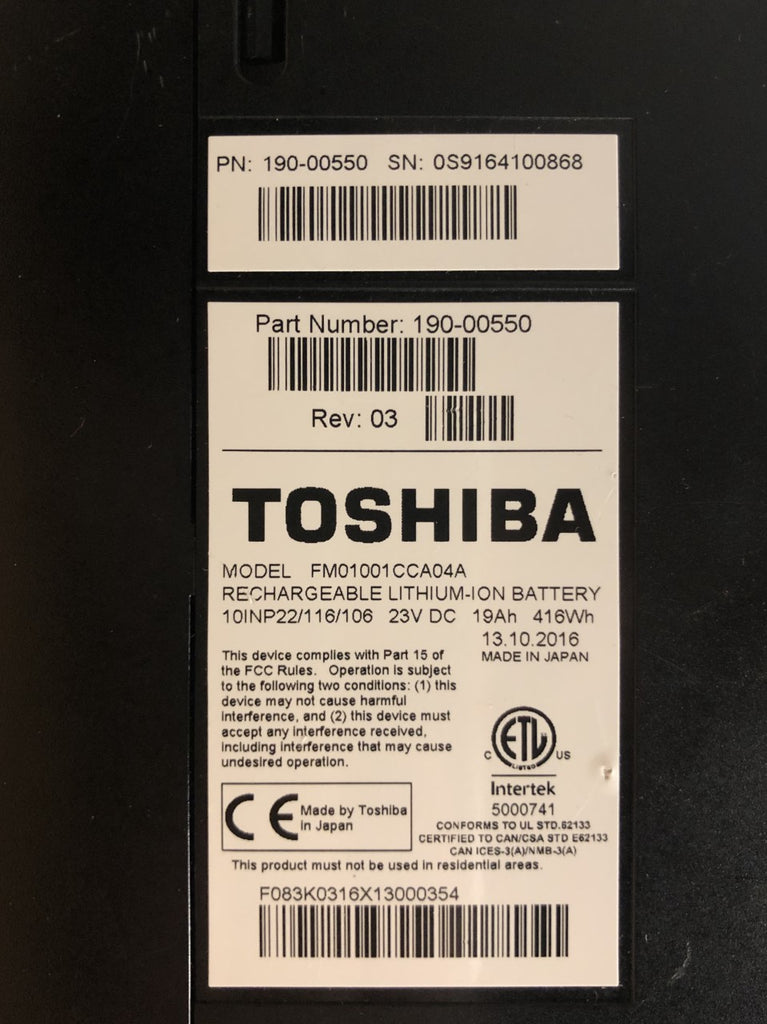 PN: 190-00550 SN: 0S9164100868
Part Number: 190-00550
Rev: 03
TOSHIBA
MODEL FM01001CCA04A
RECHARGEABLE LITHIUM-ION BATTERY
10INP22/116/106 23V DC 19Ah 416Wh
13.10.2016
MADE IN JAPAN
This device complies with Part 15 of
the FCC Rules. Operation is subject
to the following two conditions: (1) this
device may not cause harmful
interference, and (2) this device must
accept any interference received,
including interference that may cause
undesired operation.
C ETL US
LISTED
Intertek
5000741
CONFORMS TO UL STD.62133
CERTIFIED TO CAN/CSA STD E62133
CAN ICES-3(A)/NMB-3(A)
CE Made by Toshiba
in Japan
This product must not be used in residential areas.
F083K0316X13000354